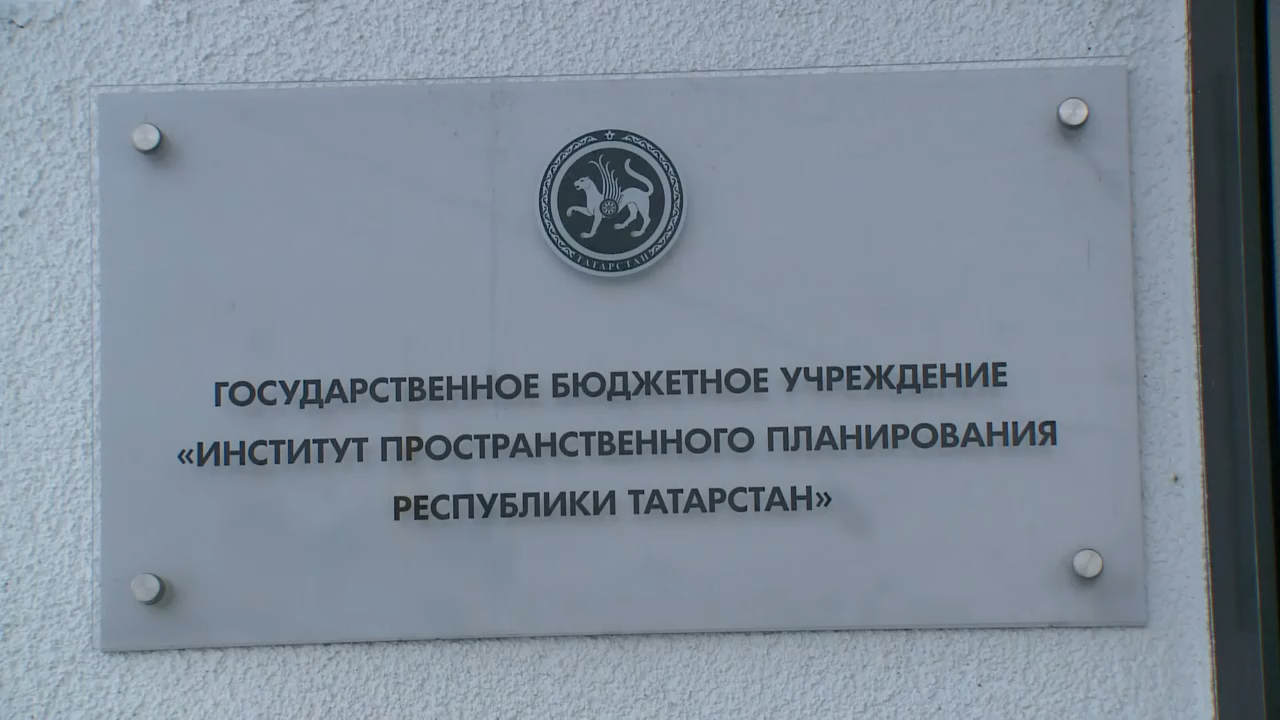 ТАТАРСТАН
ГОСУДАРСТВЕННОЕ БЮДЖЕТНОЕ УЧРЕЖДЕНИЕ
«ИНСТИТУТ ПРОСТРАНСТВЕННОГО ПЛАНИРОВАНИЯ
РЕСПУБЛИКИ ТАТАРСТАН»